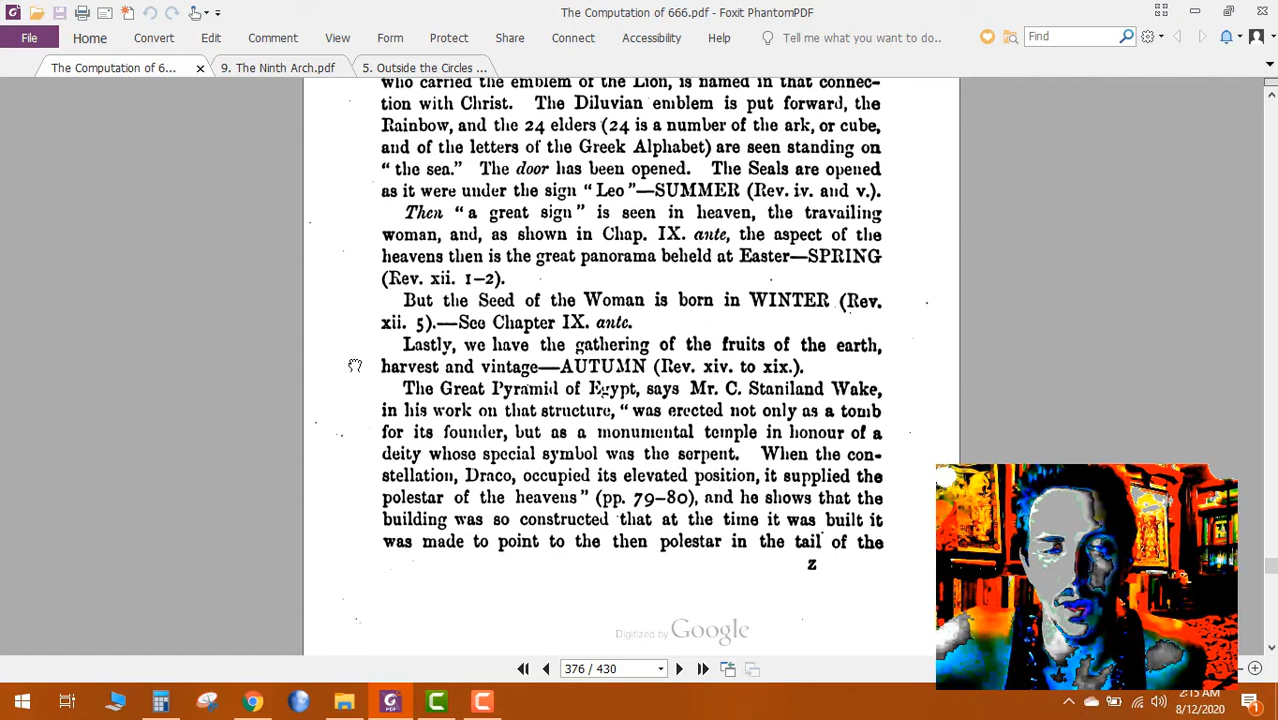 The Computation of 666.pdf - Foxit PhantomPDF
File Home Convert Edit Comment View Form Protect Share Connect Accessibility Help Tell me what you want to do.. Find
The Computation of 6... 9. The Ninth Arch.pdf 5. Outside the Circles ...
who carried the emblem of the Lion, is named in that connec-
tion with Christ. The Diluvian emblem is put forward, the
Rainbow, and the 24 elders (24 is a number of the ark, or cube,
and of the letters of the Greek Alphabet) are seen standing on
“the sea.” The door has been opened. The Seals are opened
as it were under the sign “Leo”—SUMMER (Rev. iv. and v.).
Then “a great sign” is seen in heaven, the travailing
woman, and, as shown in Chap. IX. ante, the aspect of the
heavens then is the great panorama beheld at Easter—SPRING
(Rev. xii. 1–2).
But the Seed of the Woman is born in WINTER (Rev.
xii. 5).—See Chapter IX. ante.
Lastly, we have the gathering of the fruits of the earth,
harvest and vintage—AUTUMN (Rev. xiv. to xix.).
The Great Pyramid of Egypt, says Mr. C. Staniland Wake,
in his work on that structure, “was erected not only as a tomb
for its founder, but as a monumental temple in honour of a
deity whose special symbol was the serpent. When the con-
stellation, Draco, occupied its elevated position, it supplied the
polestar of the heavens” (pp. 79–80), and he shows that the
building was so constructed that at the time it was built it
was made to point to the then polestar in the tail of the
z
Digitized by Google
376 / 430
2:15 AM
8/12/2020